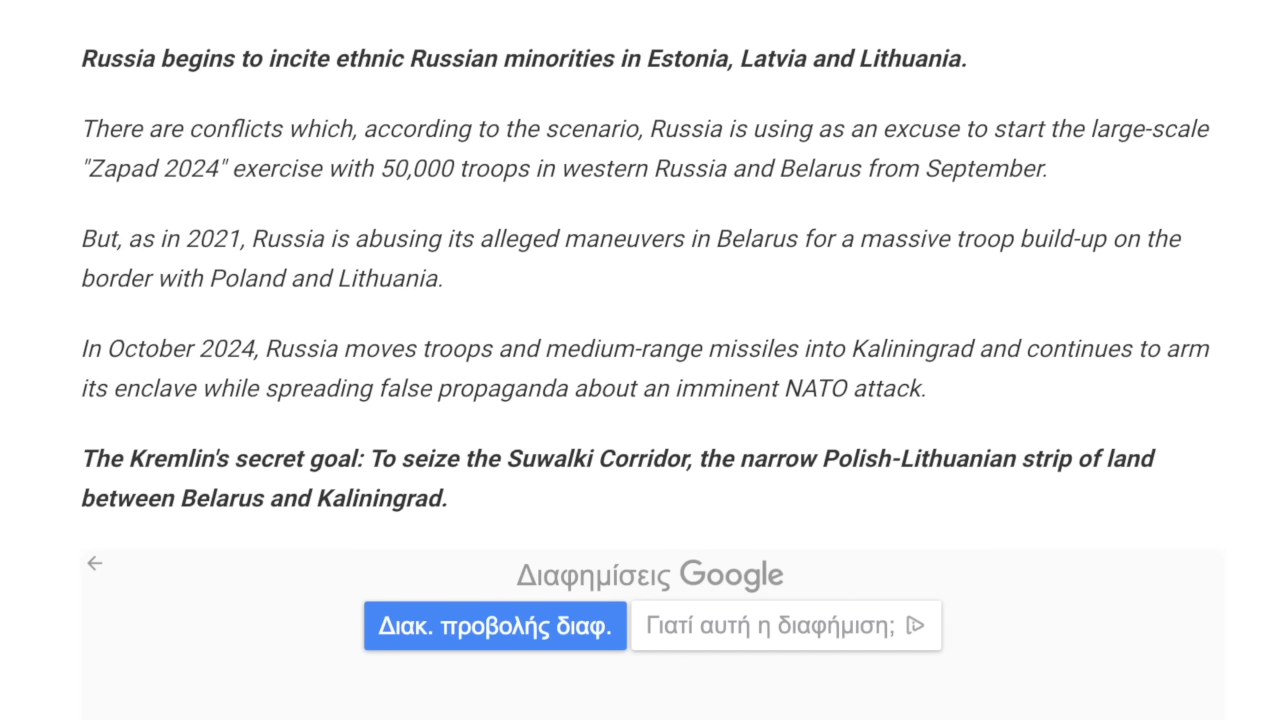 Russia begins to incite ethnic Russian minorities in Estonia, Latvia and Lithuania.
There are conflicts which, according to the scenario, Russia is using as an excuse to start the large-scale
"Zapad 2024" exercise with 50,000 troops in western Russia and Belarus from September.
But, as in 2021, Russia is abusing its alleged maneuvers in Belarus for a massive troop build-up on the
border with Poland and Lithuania.
In October 2024, Russia moves troops and medium-range missiles into Kaliningrad and continues to arm
its enclave while spreading false propaganda about an imminent NATO attack.
The Kremlin's secret goal: To seize the Suwalki Corridor, the narrow Polish-Lithuanian strip of land
between Belarus and Kaliningrad.
Διαφημίσεις Google
Διακ. προβολής διαφ.
Γιατί αυτή η διαφήμιση;